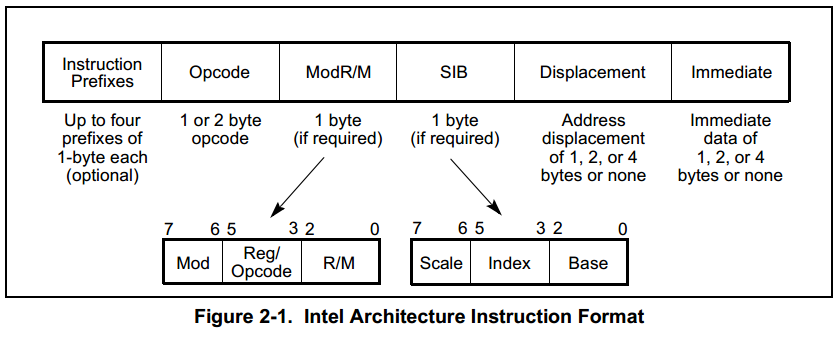 Instruction Prefixes
Opcode
ModR/M
SIB
Displacement
Immediate
Up to four
prefixes of
1-byte each
(optional)
1 or 2 byte
opcode
1 byte
(if required)
1 byte
(if required)
Address
displacement
of 1, 2, or 4
bytes or none
Immediate
data of
1, 2, or 4
bytes or none
7 6 5 3 2 0
Mod
Reg/
Opcode
R/M
7 6 5 3 2 0
Scale
Index
Base
Figure 2-1. Intel Architecture Instruction Format